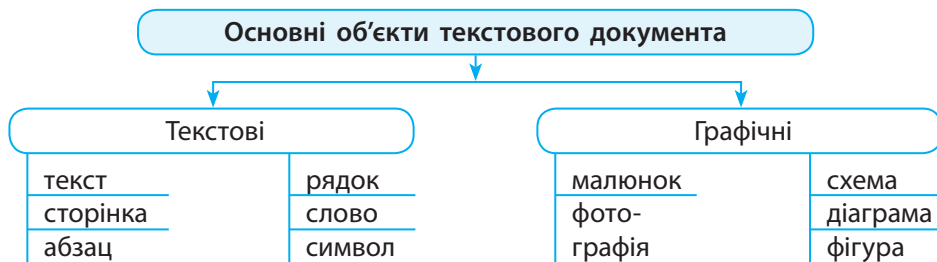 Основні об’єкти текстового документа
Текстові
Графічні
текст
сторінка
абзац
рядок
слово
символ
малюнок
фото-
графія
схема
діаграма
фігура